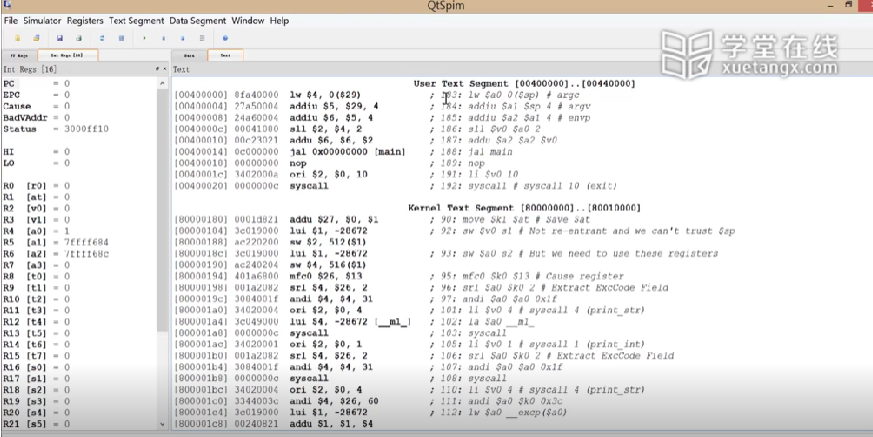 QtSpim
File Simulator Registers Text Segment Data Segment Window Help
学堂在线
xuetangx.com
FP Regs
Int Regs [16]
Data
Text
Int Regs [16]
Text
PC = 0
EPC = 0
Cause = 0
BadVAddr = 0
Status = 3000ff10
HI = 0
LO = 0
R0 [r0] = 0
R1 [at] = 0
R2 [v0] = 0
R3 [v1] = 0
R4 [a0] = 1
R5 [a1] = 7ffff684
R6 [a2] = 7ffff68c
R7 [a3] = 0
R8 [t0] = 0
R9 [t1] = 0
R10 [t2] = 0
R11 [t3] = 0
R12 [t4] = 0
R13 [t5] = 0
R14 [t6] = 0
R15 [t7] = 0
R16 [s0] = 0
R17 [s1] = 0
R18 [s2] = 0
R19 [s3] = 0
R20 [s4] = 0
R21 [s5] = 0
User Text Segment [00400000]..[00440000]
[00400000] 8fa40000 lw $4, 0($29) ; 183: lw $a0 0($sp) # argc
[00400004] 27a50004 addiu $5, $29, 4 ; 184: addiu $a1 $sp 4 # argv
[00400008] 24a60004 addiu $6, $5, 4 ; 185: addiu $a2 $a1 4 # envp
[0040000c] 00041080 sll $2, $4, 2 ; 186: sll $v0 $a0 2
[00400010] 00c23021 addu $6, $6, $2 ; 187: addu $a2 $a2 $v0
[00400014] 0c000000 jal 0x00000000 [main] ; 188: jal main
[00400018] 00000000 nop ; 189: nop
[0040001c] 3402000a ori $2, $0, 10 ; 191: li $v0 10
[00400020] 0000000c syscall ; 192: syscall # syscall 10 (exit)
Kernel Text Segment [80000000]..[80010000]
[80000180] 0001d821 addu $27, $0, $1 ; 90: move $k1 $at # Save $at
[80000184] 3c019000 lui $1, -28672 ; 92: sw $v0 s1 # Not re-entrant and we can't trust $sp
[80000188] ac220200 sw $2, 512($1)
[8000018c] 3c019000 lui $1, -28672 ; 93: sw $a0 s2 # But we need to use these registers
[80000190] ac240204 sw $4, 516($1)
[80000194] 401a6800 mfc0 $26, $13 ; 95: mfc0 $k0 $13 # Cause register
[80000198] 001a2082 srl $4, $26, 2 ; 96: srl $a0 $k0 2 # Extract ExcCode Field
[8000019c] 3084001f andi $4, $4, 31 ; 97: andi $a0 $a0 0x1f
[800001a0] 34020004 ori $2, $0, 4 ; 101: li $v0 4 # syscall 4 (print_str)
[800001a4] 3c049000 lui $4, -28672 [__m1_] ; 102: la $a0 __m1_
[800001a8] 0000000c syscall ; 103: syscall
[800001ac] 34020001 ori $2, $0, 1 ; 105: li $v0 1 # syscall 1 (print_int)
[800001b0] 001a2082 srl $4, $26, 2 ; 106: srl $a0 $k0 2 # Extract ExcCode Field
[800001b4] 3084001f andi $4, $4, 31 ; 107: andi $a0 $a0 0x1f
[800001b8] 0000000c syscall ; 108: syscall
[800001bc] 34020004 ori $2, $0, 4 ; 110: li $v0 4 # syscall 4 (print_str)
[800001c0] 3344003c andi $4, $26, 60 ; 111: andi $a0 $k0 0x3c
[800001c4] 3c019000 lui $1, -28672 ; 112: lw $a0 __excp($a0)
[800001c8] 00240821 addu $1, $1, $4